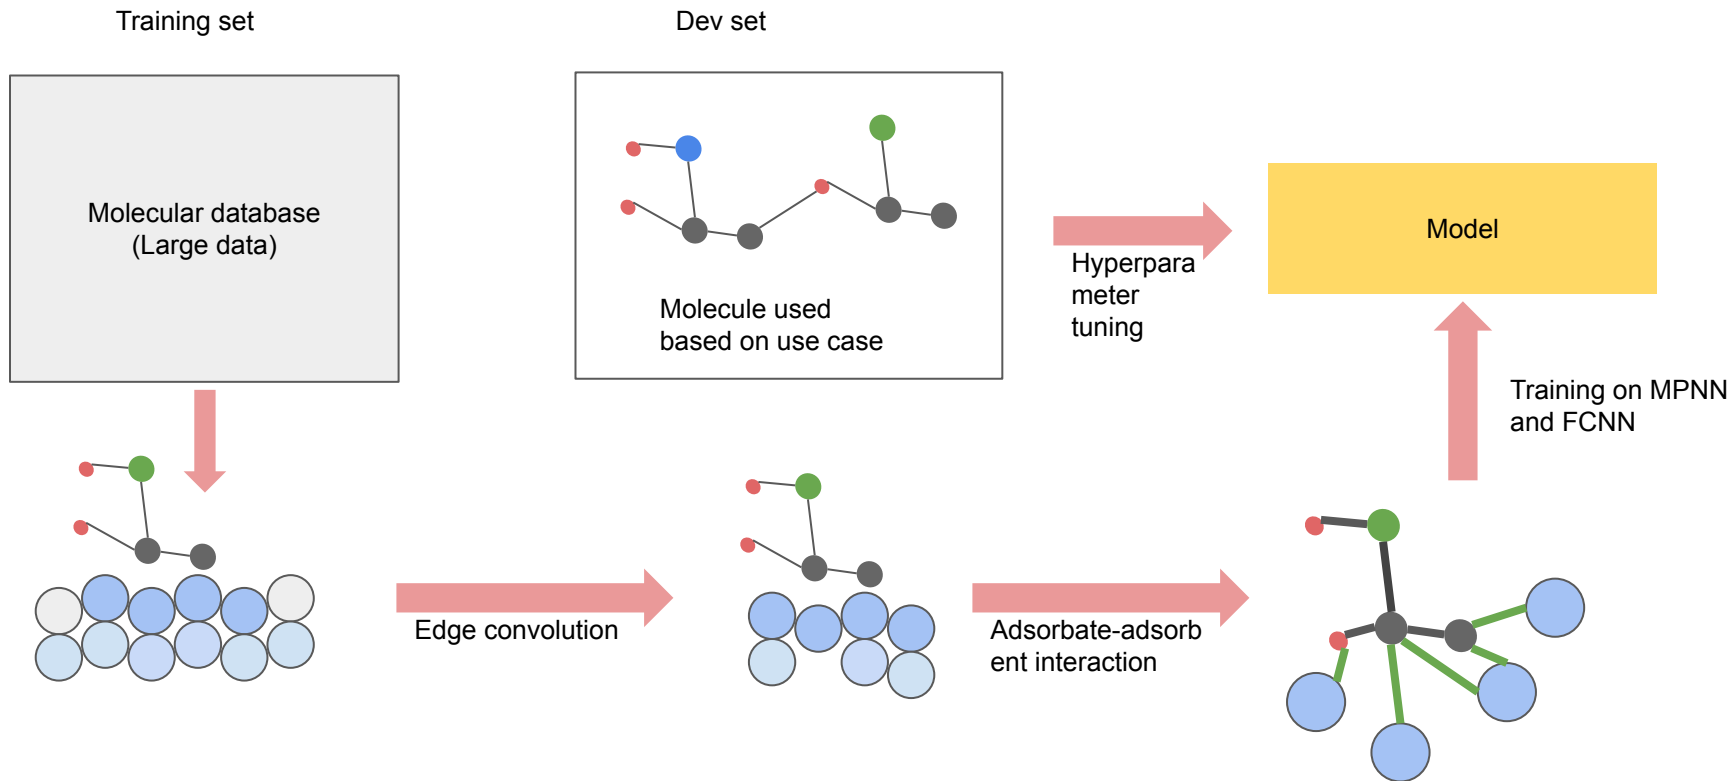 Training set
Dev set
Molecular database
(Large data)
Molecule used
based on use case
Hyperpara
meter
tuning
Model
Training on MPNN
and FCNN
Edge convolution
Adsorbate-adsorb
ent interaction